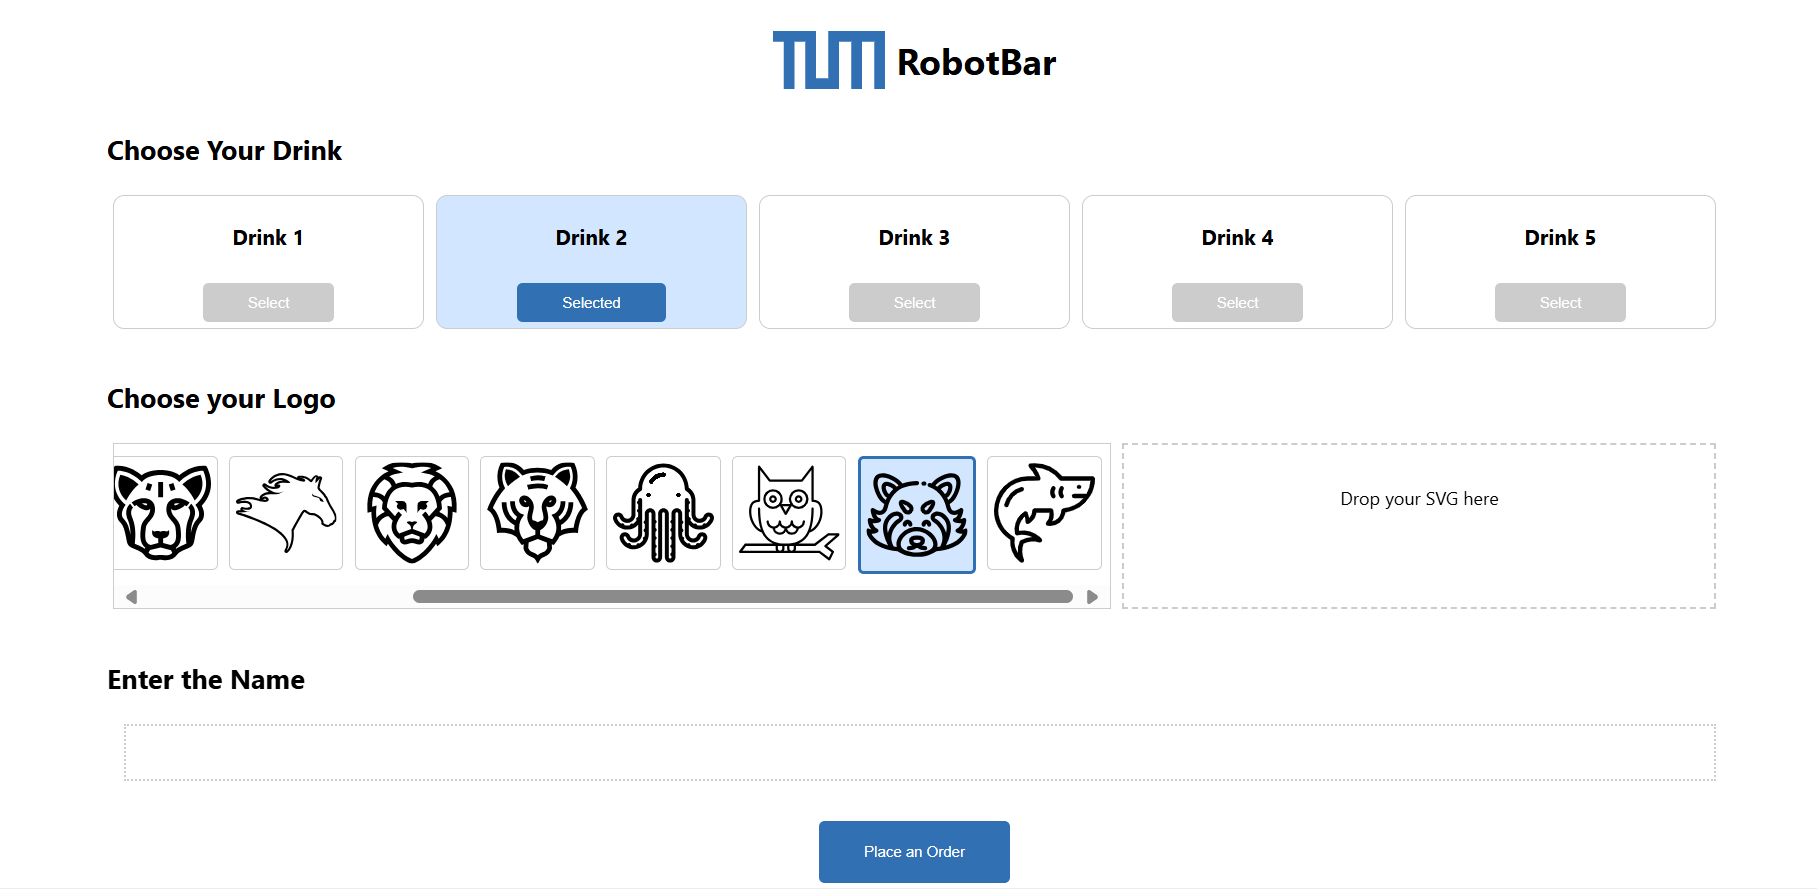 TUM RobotBar
Choose Your Drink
Drink 1
Select
Drink 2
Selected
Drink 3
Select
Drink 4
Select
Drink 5
Select
Choose your Logo
Drop your SVG here
Enter the Name
Place an Order